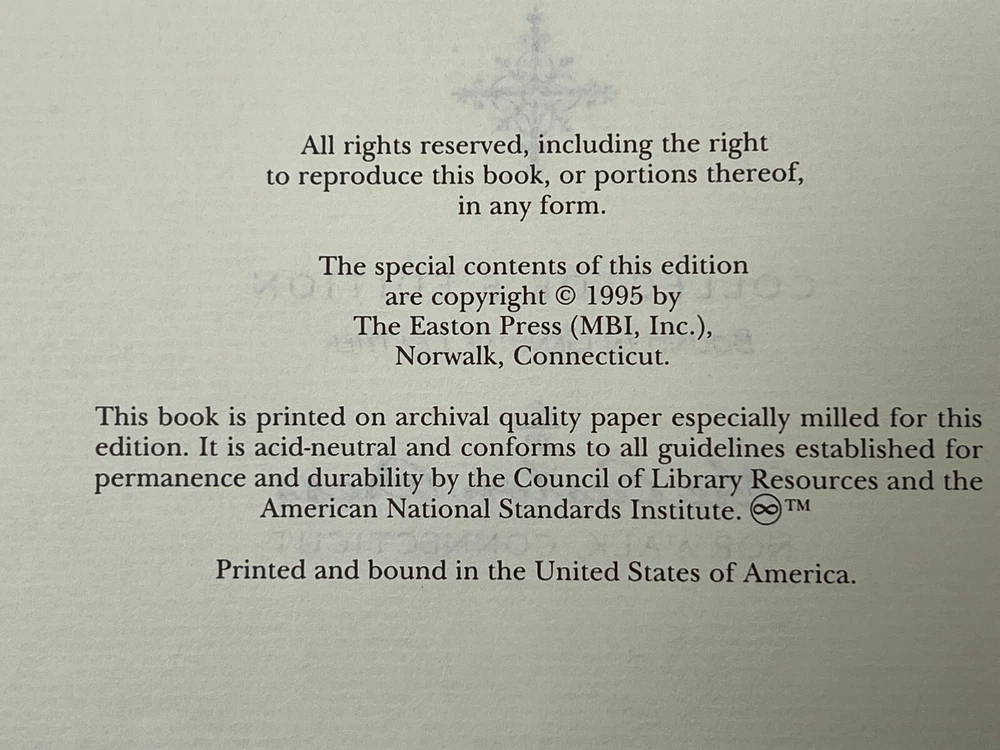 All rights reserved, including the right
to reproduce this book, or portions thereof,
in any form.
The special contents of this edition
are copyright © 1995 by
The Easton Press (MBI, Inc.),
Norwalk, Connecticut.
This book is printed on archival quality paper especially milled for this
edition. It is acid-neutral and conforms to all guidelines established for
permanence and durability by the Council of Library Resources and the
American National Standards Institute. ♾™
Printed and bound in the United States of America.